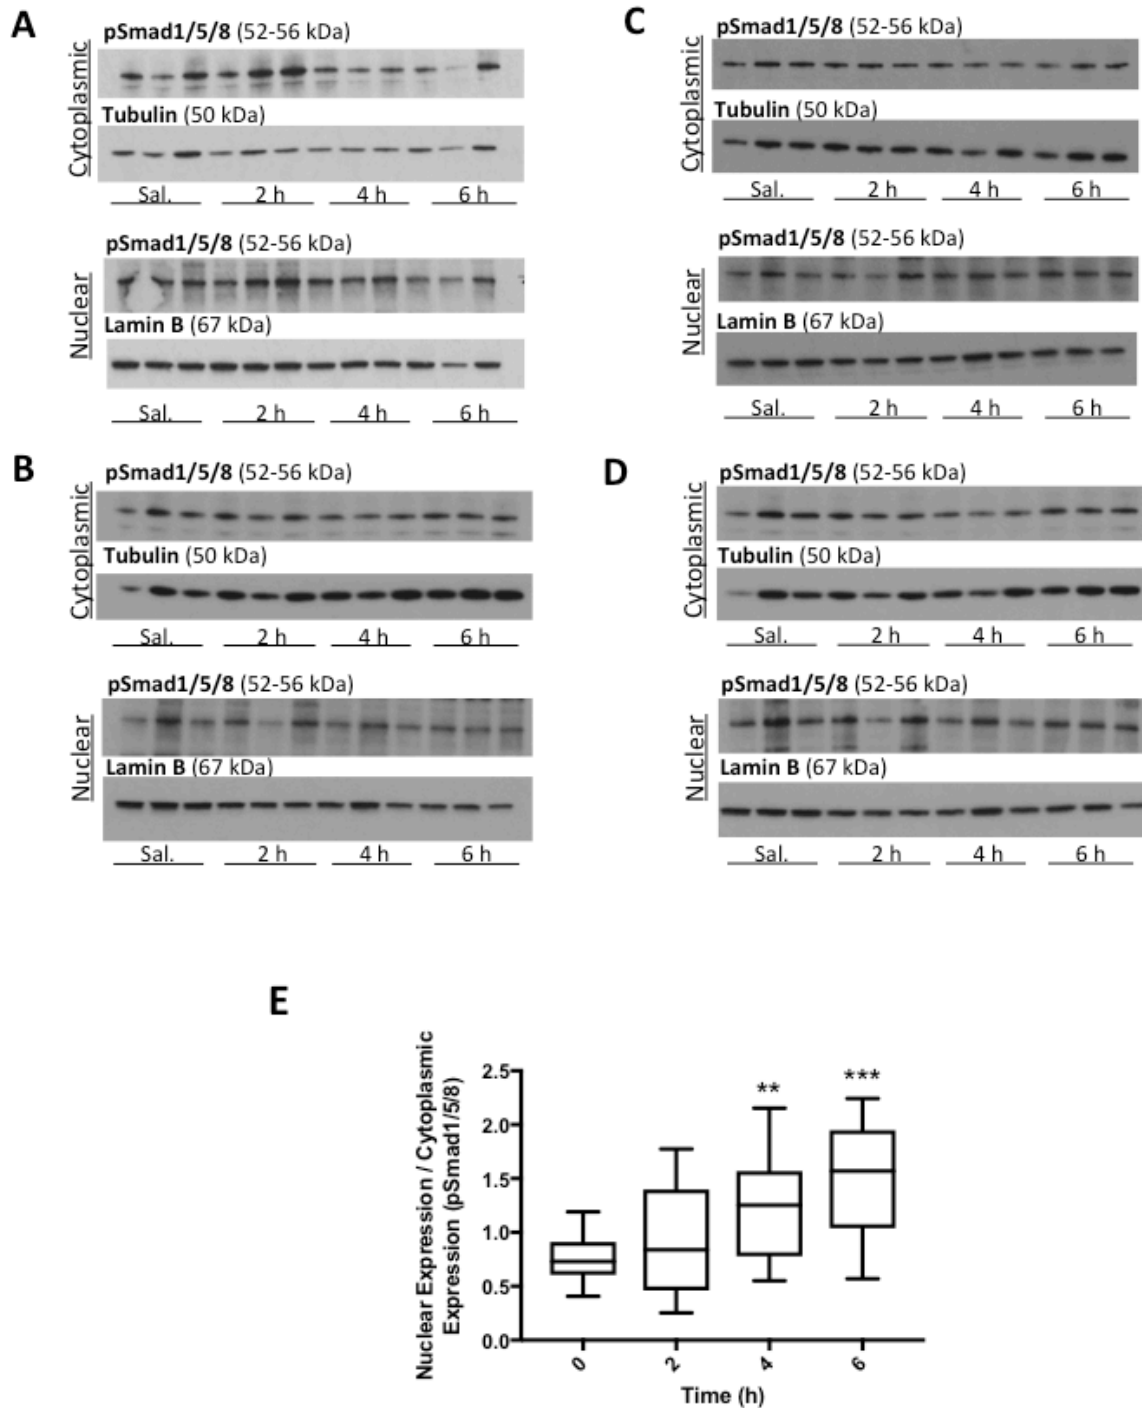 A
pSmad1/5/8 (52-56 kDa)
Cytoplasmic
Tubulin (50 kDa)
Sal. 2 h 4 h 6 h
pSmad1/5/8 (52-56 kDa)
Nuclear
Lamin B (67 kDa)
Sal. 2 h 4 h 6 h
C
pSmad1/5/8 (52-56 kDa)
Cytoplasmic
Tubulin (50 kDa)
Sal. 2 h 4 h 6 h
pSmad1/5/8 (52-56 kDa)
Nuclear
Lamin B (67 kDa)
Sal. 2 h 4 h 6 h
B
pSmad1/5/8 (52-56 kDa)
Cytoplasmic
Tubulin (50 kDa)
Sal. 2 h 4 h 6 h
pSmad1/5/8 (52-56 kDa)
Nuclear
Lamin B (67 kDa)
Sal. 2 h 4 h 6 h
D
pSmad1/5/8 (52-56 kDa)
Cytoplasmic
Tubulin (50 kDa)
Sal. 2 h 4 h 6 h
pSmad1/5/8 (52-56 kDa)
Nuclear
Lamin B (67 kDa)
Sal. 2 h 4 h 6 h
E
Nuclear Expression / Cytoplasmic
Expression (pSmad1/5/8)
2.5
2.0
1.5
1.0
0.5
0.0
** ***
0 2 4 6
Time (h)